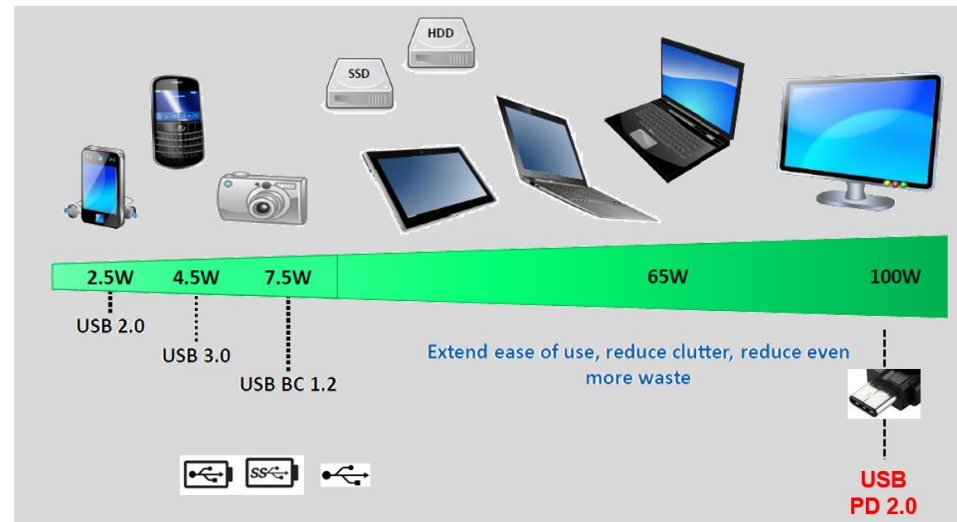 HDD
SSD
2.5W 4.5W 7.5W 65W 100W
USB 2.0
USB 3.0
USB BC 1.2
Extend ease of use, reduce clutter, reduce even
more waste
SS
USB
PD 2.0